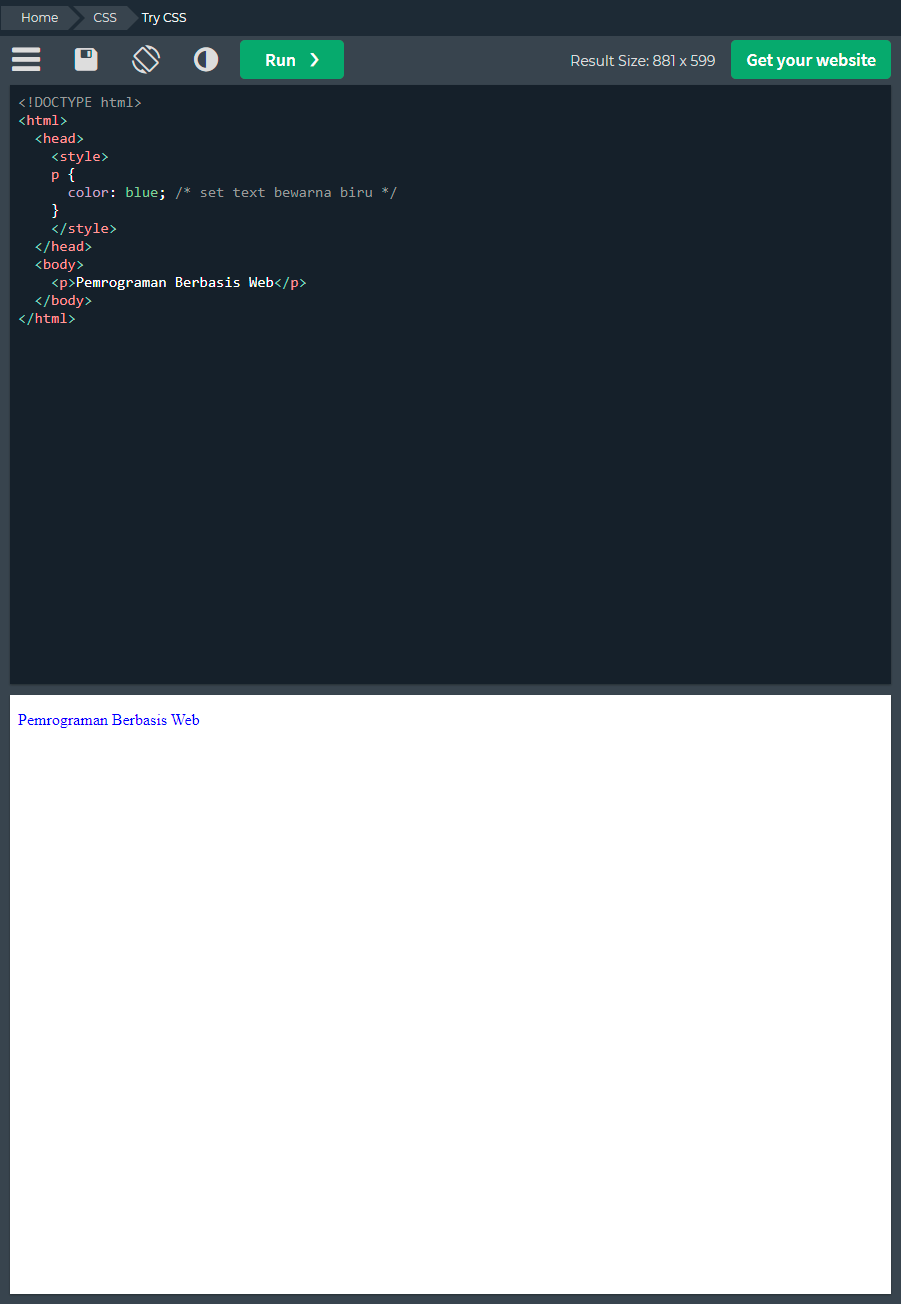 Home CSS Try CSS
Run ❯ Result Size: 881 x 599 Get your website
<!DOCTYPE html>
<html>
  <head>
    <style>
    p {
      color: blue; /* set text bewarna biru */
    }
    </style>
  </head>
  <body>
    <p>Pemrograman Berbasis Web</p>
  </body>
</html>
Pemrograman Berbasis Web